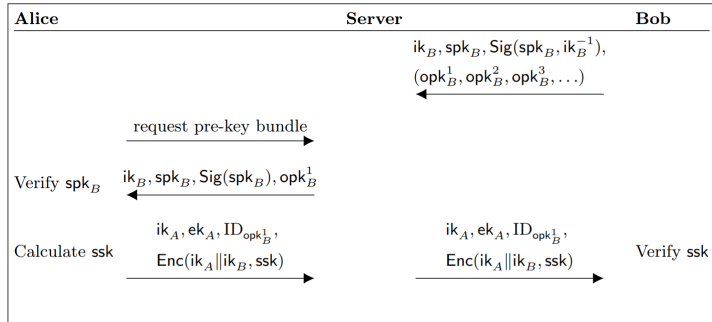 Alice Server Bob
ik_B, spk_B, Sig(spk_B, ik_B^{-1}),
(opk_B^1, opk_B^2, opk_B^3, ...)
request pre-key bundle
Verify spk_B ik_B, spk_B, Sig(spk_B), opk_B^1
Calculate ssk ik_A, ek_A, ID_{opk_B^1}, ik_A, ek_A, ID_{opk_B^1}, Verify ssk
Enc(ik_A‖ik_B, ssk) Enc(ik_A‖ik_B, ssk)